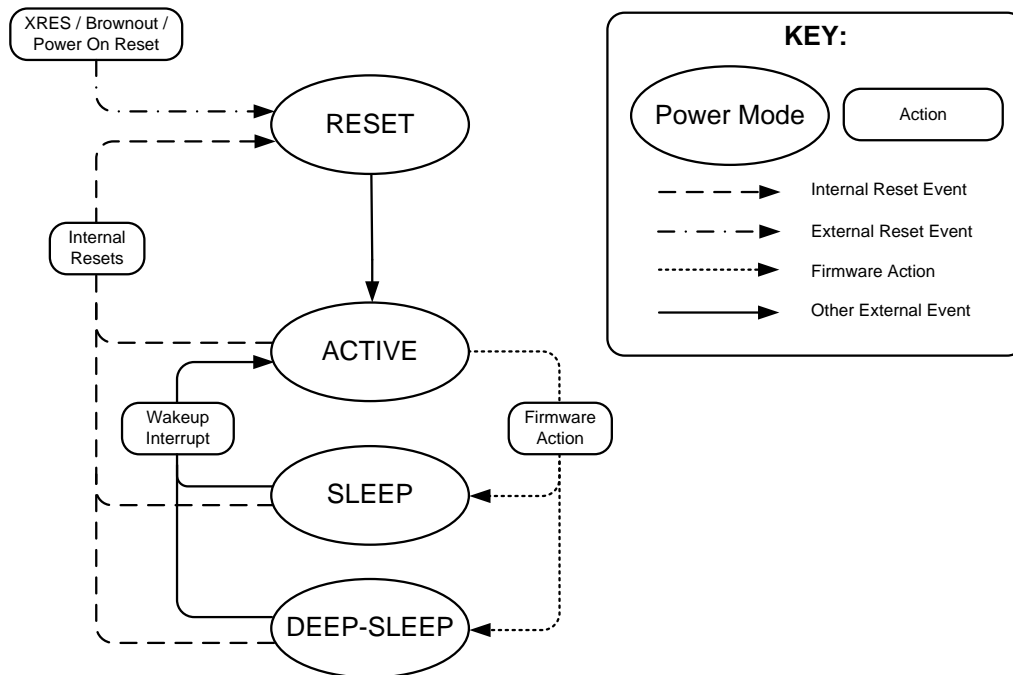 XRES / Brownout /
Power On Reset
RESET
Internal
Resets
ACTIVE
Wakeup
Interrupt
Firmware
Action
SLEEP
DEEP-SLEEP
KEY:
Power Mode
Action
Internal Reset Event
External Reset Event
Firmware Action
Other External Event